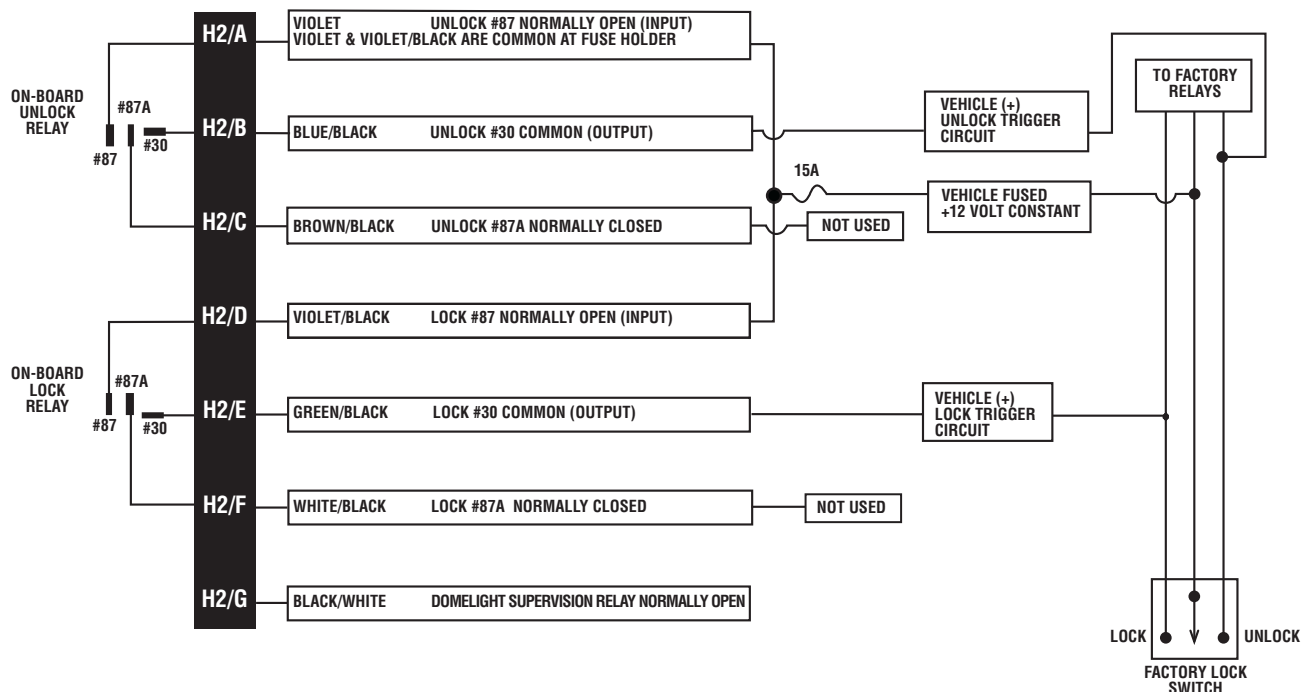 H2/A
VIOLET UNLOCK #87 NORMALLY OPEN (INPUT)
VIOLET & VIOLET/BLACK ARE COMMON AT FUSE HOLDER
TO FACTORY
RELAYS
ON-BOARD
UNLOCK
RELAY
#87A
#87
#30
H2/B
BLUE/BLACK UNLOCK #30 COMMON (OUTPUT)
VEHICLE (+)
UNLOCK TRIGGER
CIRCUIT
15A
H2/C
BROWN/BLACK UNLOCK #87A NORMALLY CLOSED
NOT USED
VEHICLE FUSED
+12 VOLT CONSTANT
H2/D
VIOLET/BLACK LOCK #87 NORMALLY OPEN (INPUT)
ON-BOARD
LOCK
RELAY
#87A
#87
#30
H2/E
GREEN/BLACK LOCK #30 COMMON (OUTPUT)
VEHICLE (+)
LOCK TRIGGER
CIRCUIT
H2/F
WHITE/BLACK LOCK #87A NORMALLY CLOSED
NOT USED
H2/G
BLACK/WHITE DOMELIGHT SUPERVISION RELAY NORMALLY OPEN
LOCK
UNLOCK
FACTORY LOCK
SWITCH